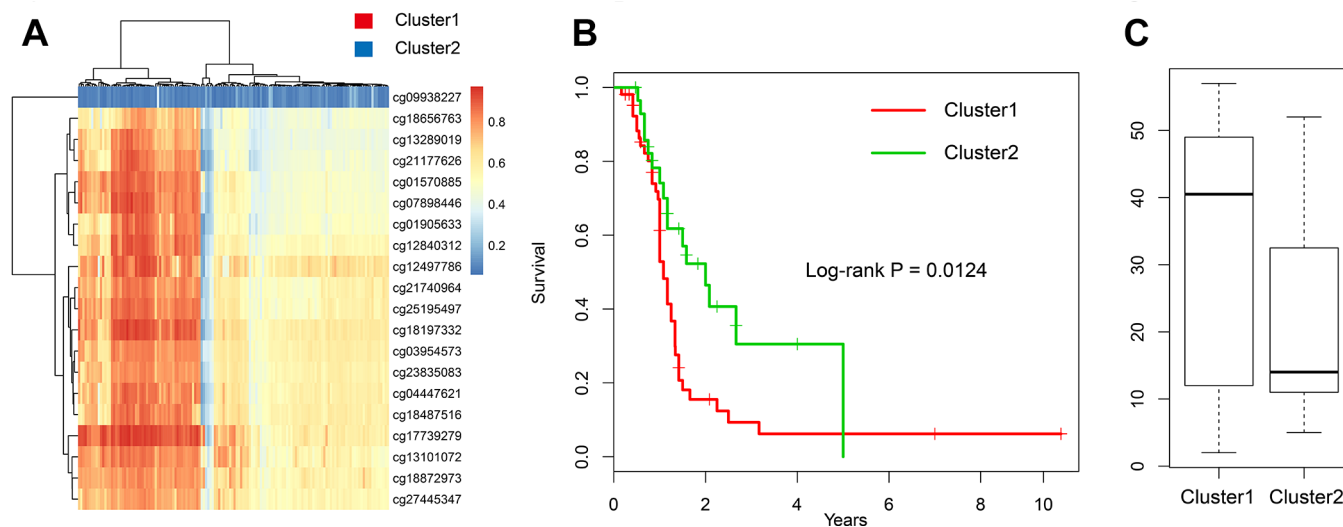 A
Cluster1
Cluster2
cg09938227
cg18656763
cg13289019
cg21177626
cg01570885
cg07898446
cg01905633
cg12840312
cg12497786
cg21740964
cg25195497
cg18197332
cg03954573
cg23835083
cg04447621
cg18487516
cg17739279
cg13101072
cg18872973
cg27445347
0.8
0.6
0.4
0.2
B
Survival
1.0
0.8
0.6
0.4
0.2
0.0
Cluster1
Cluster2
Log-rank P = 0.0124
0 2 4 6 8 10
Years
C
50
40
30
20
10
0
Cluster1 Cluster2